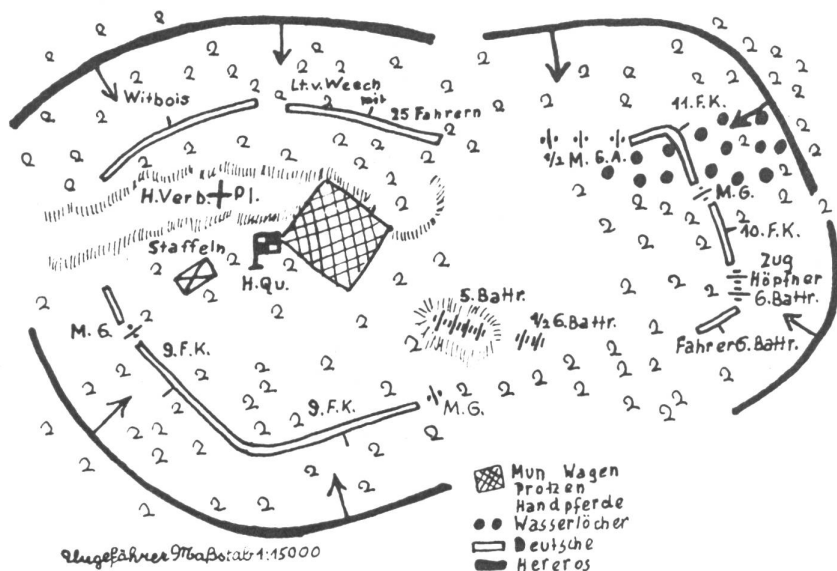 Witbois
Lt. v. Weech
mit
25 Fahrern
11. F.K.
1/2 M.G.A.
M.G.
10. F.K.
Zug
Höpfner
6. Battr.
Fahrer 6. Battr.
H. Verb. Pl.
Staffeln
H. Qu.
5. Battr.
1/2 6. Battr.
M.G.
9. F.K.
9. F.K.
M.G.
Mun Wagen
Protzen
Handpferde
Wasserlöcher
Deutsche
Hereros
Ungefährer Maßstab 1:15000